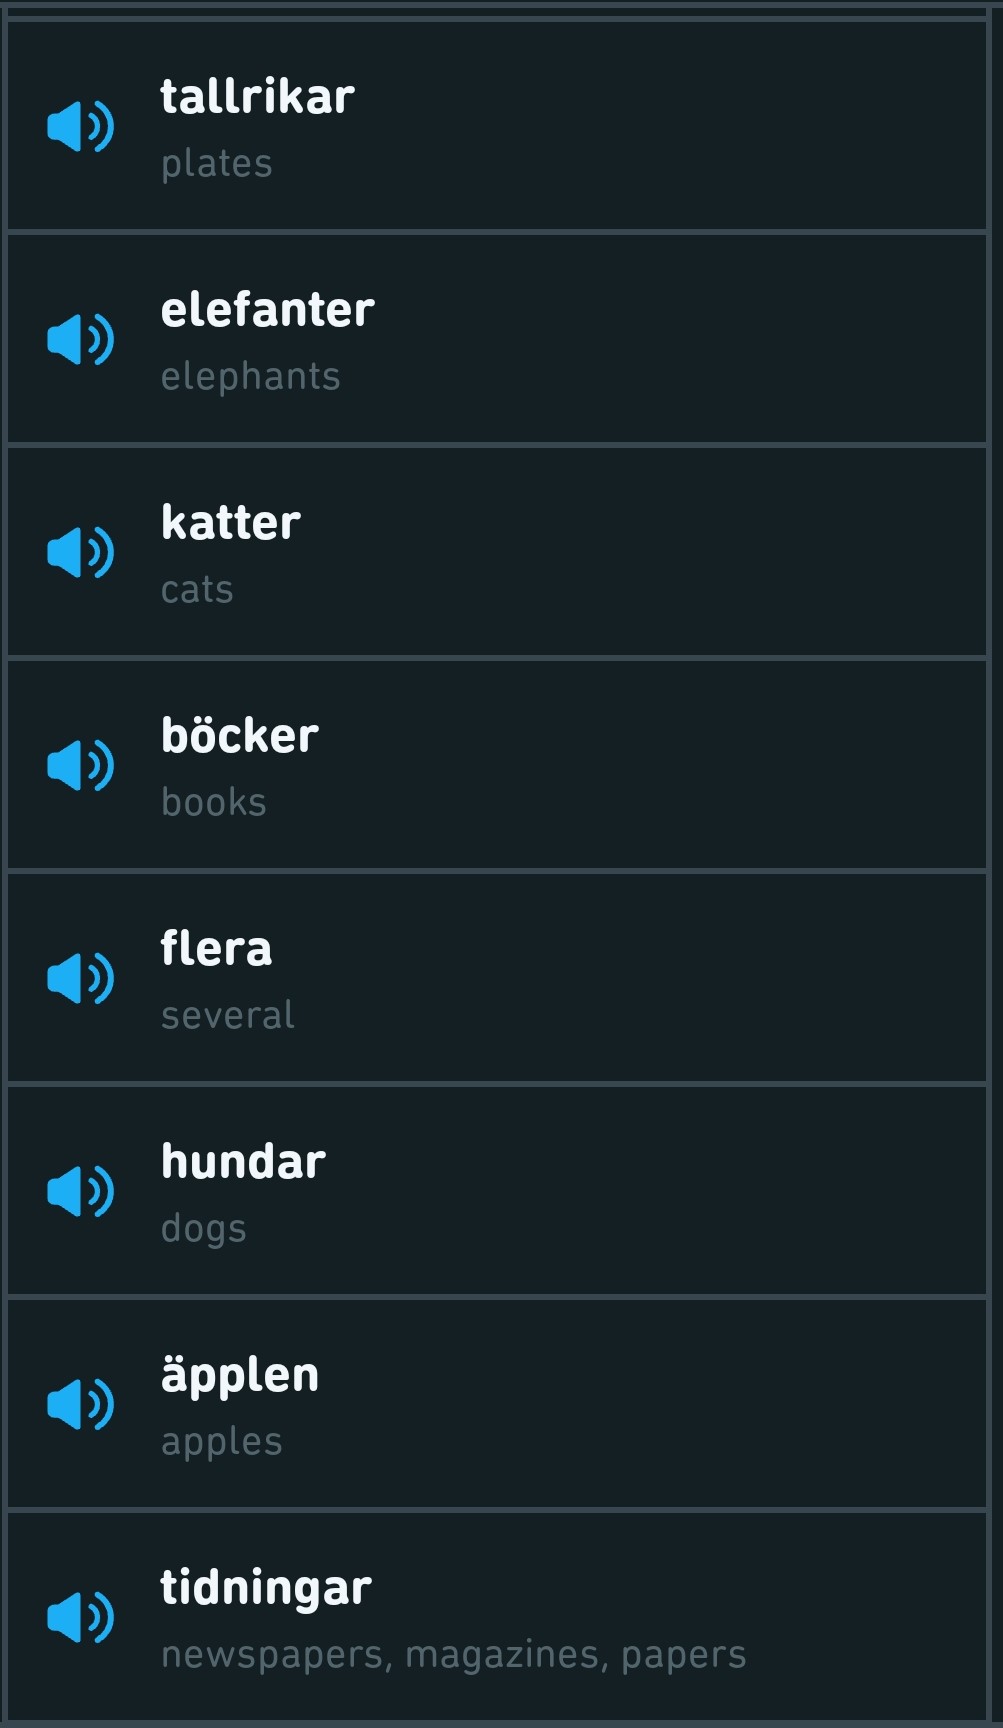 tallrikar
plates
elefanter
elephants
katter
cats
böcker
books
flera
several
hundar
dogs
äpplen
apples
tidningar
newspapers, magazines, papers